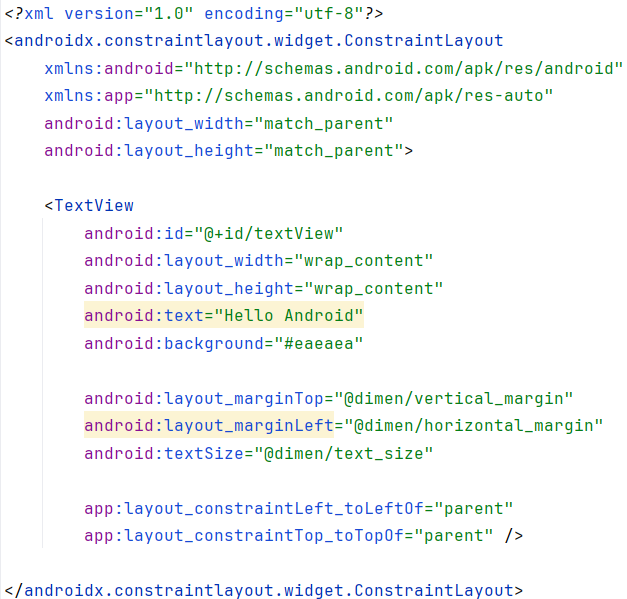 <?xml version="1.0" encoding="utf-8"?>
<androidx.constraintlayout.widget.ConstraintLayout
    xmlns:android="http://schemas.android.com/apk/res/android"
    xmlns:app="http://schemas.android.com/apk/res-auto"
    android:layout_width="match_parent"
    android:layout_height="match_parent">

    <TextView
        android:id="@+id/textView"
        android:layout_width="wrap_content"
        android:layout_height="wrap_content"
        android:text="Hello Android"
        android:background="#eaeaea"

        android:layout_marginTop="@dimen/vertical_margin"
        android:layout_marginLeft="@dimen/horizontal_margin"
        android:textSize="@dimen/text_size"

        app:layout_constraintLeft_toLeftOf="parent"
        app:layout_constraintTop_toTopOf="parent" />

</androidx.constraintlayout.widget.ConstraintLayout>